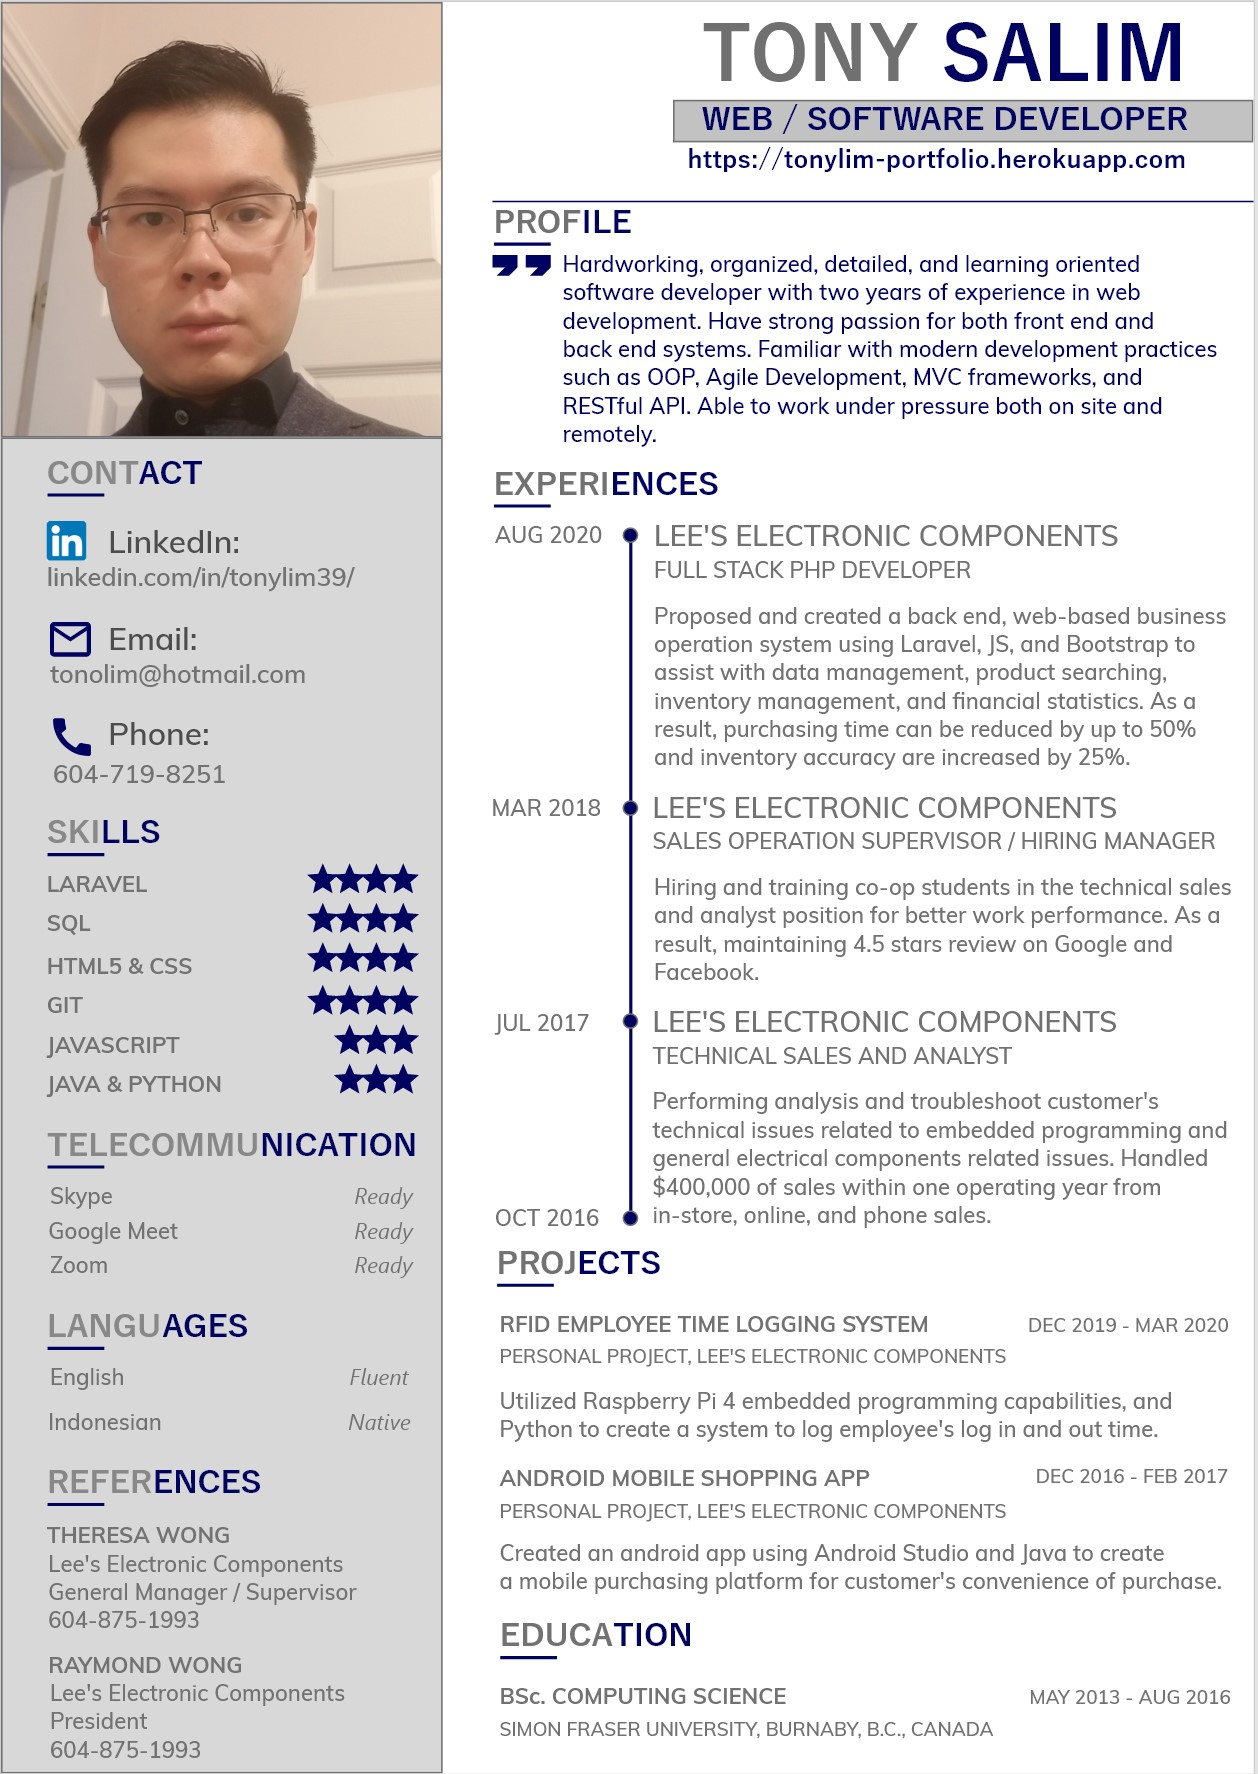 TONY SALIM
WEB / SOFTWARE DEVELOPER
https://tonylim-portfolio.herokuapp.com
PROFILE
Hardworking, organized, detailed, and learning oriented
software developer with two years of experience in web
development. Have strong passion for both front end and
back end systems. Familiar with modern development practices
such as OOP, Agile Development, MVC frameworks, and
RESTful API. Able to work under pressure both on site and
remotely.
EXPERIENCES
AUG 2020
LEE'S ELECTRONIC COMPONENTS
FULL STACK PHP DEVELOPER
Proposed and created a back end, web-based business
operation system using Laravel, JS, and Bootstrap to
assist with data management, product searching,
inventory management, and financial statistics. As a
result, purchasing time can be reduced by up to 50%
and inventory accuracy are increased by 25%.
MAR 2018
LEE'S ELECTRONIC COMPONENTS
SALES OPERATION SUPERVISOR / HIRING MANAGER
Hiring and training co-op students in the technical sales
and analyst position for better work performance. As a
result, maintaining 4.5 stars review on Google and
Facebook.
JUL 2017
LEE'S ELECTRONIC COMPONENTS
TECHNICAL SALES AND ANALYST
Performing analysis and troubleshoot customer's
technical issues related to embedded programming and
general electrical components related issues. Handled
$400,000 of sales within one operating year from
in-store, online, and phone sales.
OCT 2016
PROJECTS
RFID EMPLOYEE TIME LOGGING SYSTEM
DEC 2019 - MAR 2020
PERSONAL PROJECT, LEE'S ELECTRONIC COMPONENTS
Utilized Raspberry Pi 4 embedded programming capabilities, and
Python to create a system to log employee's log in and out time.
ANDROID MOBILE SHOPPING APP
DEC 2016 - FEB 2017
PERSONAL PROJECT, LEE'S ELECTRONIC COMPONENTS
Created an android app using Android Studio and Java to create
a mobile purchasing platform for customer's convenience of purchase.
EDUCATION
BSc. COMPUTING SCIENCE
MAY 2013 - AUG 2016
SIMON FRASER UNIVERSITY, BURNABY, B.C., CANADA
CONTACT
in
LinkedIn:
linkedin.com/in/tonylim39/
Email:
tonolim@hotmail.com
Phone:
604-719-8251
SKILLS
LARAVEL
SQL
HTML5 & CSS
GIT
JAVASCRIPT
JAVA & PYTHON
TELECOMMUNICATION
Skype Ready
Google Meet Ready
Zoom Ready
LANGUAGES
English Fluent
Indonesian Native
REFERENCES
THERESA WONG
Lee's Electronic Components
General Manager / Supervisor
604-875-1993
RAYMOND WONG
Lee's Electronic Components
President
604-875-1993